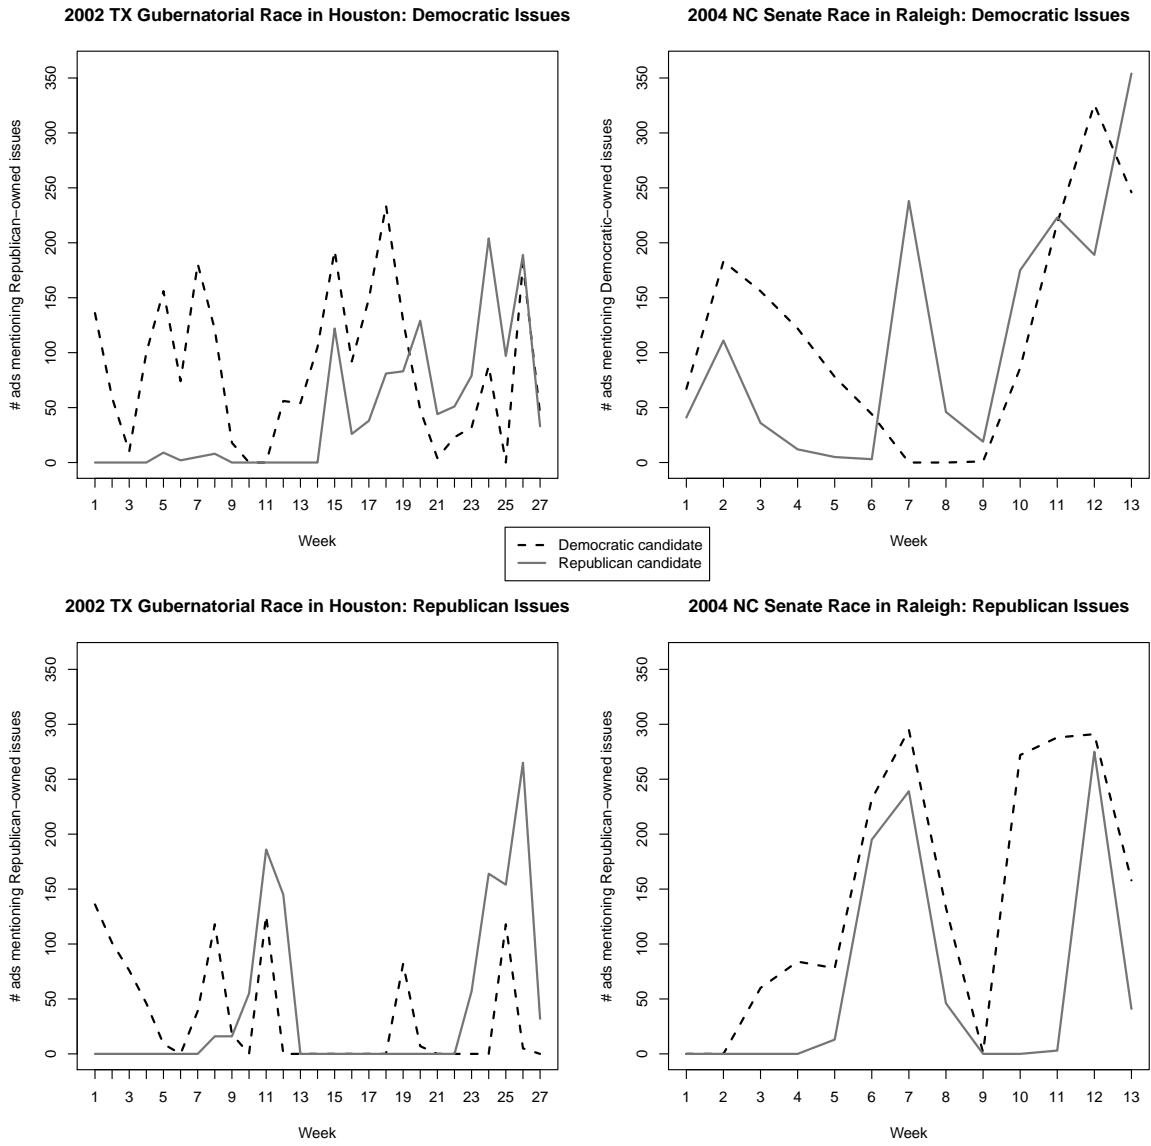 2002 TX Gubernatorial Race in Houston: Democratic Issues
# ads mentioning Republican−owned issues
350
300
250
200
150
100
50
0
1 3 5 7 9 11 13 15 17 19 21 23 25 27
Week
2004 NC Senate Race in Raleigh: Democratic Issues
# ads mentioning Democratic−owned issues
350
300
250
200
150
100
50
0
1 2 3 4 5 6 7 8 9 10 11 12 13
Week
Democratic candidate
Republican candidate
2002 TX Gubernatorial Race in Houston: Republican Issues
# ads mentioning Republican−owned issues
350
300
250
200
150
100
50
0
1 3 5 7 9 11 13 15 17 19 21 23 25 27
Week
2004 NC Senate Race in Raleigh: Republican Issues
# ads mentioning Republican−owned issues
350
300
250
200
150
100
50
0
1 2 3 4 5 6 7 8 9 10 11 12 13
Week